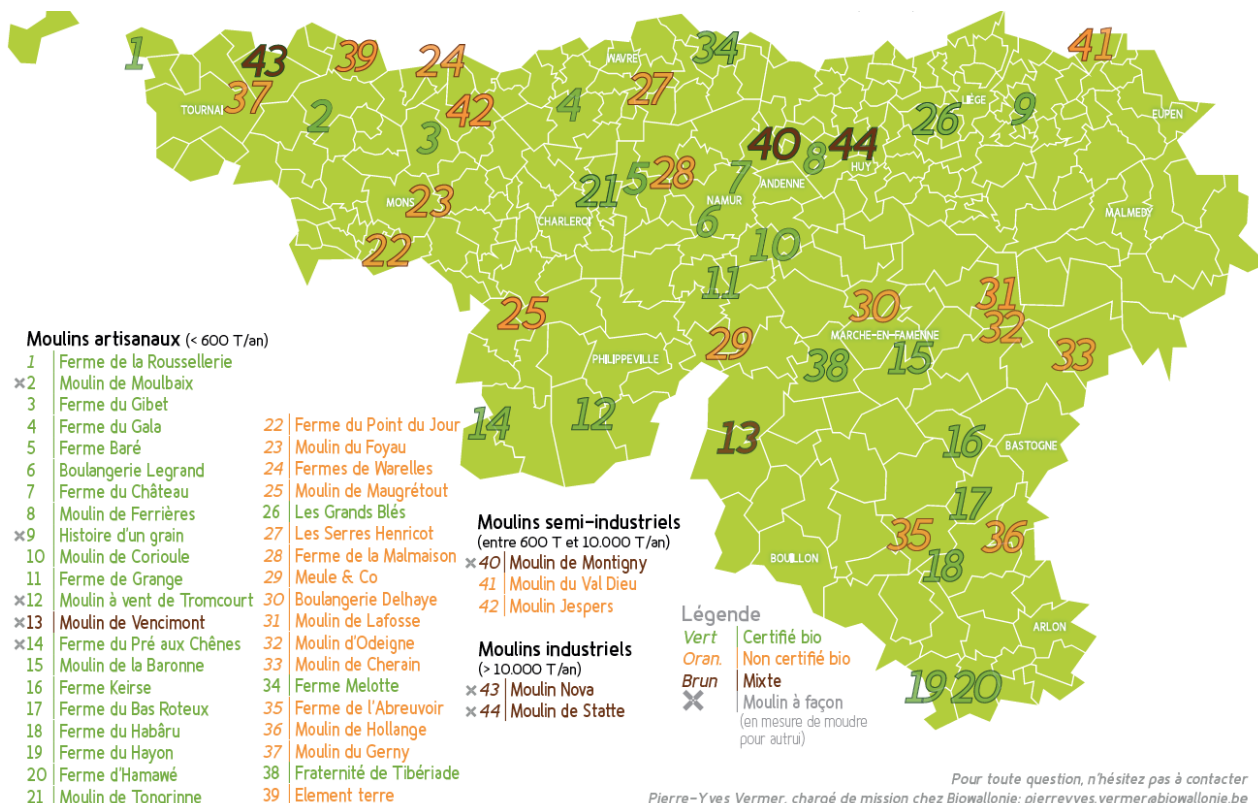 1
43
39
24
34
41
WAVRE
TOURNAI
37
2
3
42
4
27
26
LIÈGE
9
EUPEN
40
8
44
HUY
MONS
23
21
5
28
7
ANDENNE
NAMUR
CHARLEROI
6
10
MALMEDY
22
11
25
30
31
32
MARCHE-EN-FAMENNE
29
PHILIPPEVILLE
38
15
33
14
12
13
16
BASTOGNE
17
35
36
BOUILLON
18
ARLON
19
20
Moulins artisanaux (< 600 T/an)
1 Ferme de la Roussellerie
×2 Moulin de Moulbaix
3 Ferme du Gibet
4 Ferme du Gala
5 Ferme Baré
6 Boulangerie Legrand
7 Ferme du Château
8 Moulin de Ferrières
×9 Histoire d'un grain
10 Moulin de Corioule
11 Ferme de Grange
×12 Moulin à vent de Tromcourt
×13 Moulin de Vencimont
×14 Ferme du Pré aux Chênes
15 Moulin de la Baronne
16 Ferme Keirse
17 Ferme du Bas Roteux
18 Ferme du Habâru
19 Ferme du Hayon
20 Ferme d'Hamawé
21 Moulin de Tongrinne
22 Ferme du Point du Jour
23 Moulin du Foyau
24 Fermes de Warelles
25 Moulin de Maugrétout
26 Les Grands Blés
27 Les Serres Henricot
28 Ferme de la Malmaison
29 Meule & Co
30 Boulangerie Delhaye
31 Moulin de Lafosse
32 Moulin d'Odeigne
33 Moulin de Cherain
34 Ferme Melotte
35 Ferme de l'Abreuvoir
36 Moulin de Hollange
37 Moulin du Gerny
38 Fraternité de Tibériade
39 Element terre
Moulins semi-industriels
(entre 600 T et 10.000 T/an)
×40 Moulin de Montigny
41 Moulin du Val Dieu
42 Moulin Jespers
Moulins industriels
(> 10.000 T/an)
×43 Moulin Nova
×44 Moulin de Statte
Légende
Vert Certifié bio
Oran. Non certifié bio
Brun Mixte
× Moulin à façon
(en mesure de moudre
pour autrui)
Pour toute question, n'hésitez pas à contacter
Pierre-Yves Vermer, chargé de mission chez Biowallonie: pierreyves.vermer@biowallonie.be